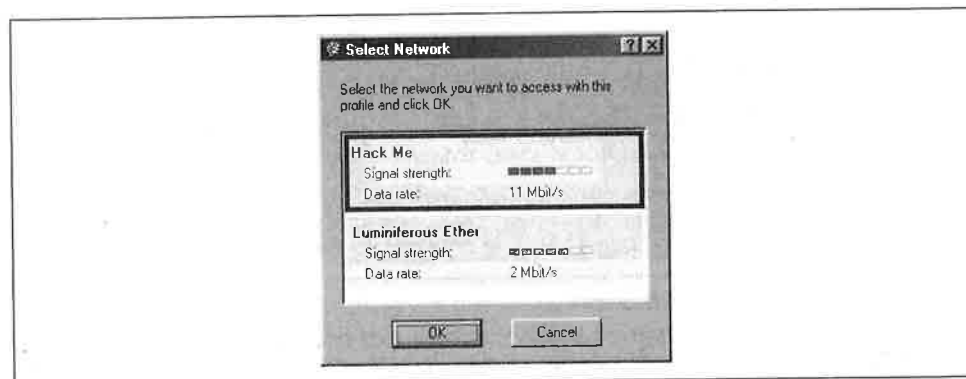 Select Network
Select the network you want to access with this
profile and click OK
Hack Me
Signal strength:
Data rate: 11 Mbit/s
Luminiferous Ether
Signal strength:
Data rate: 2 Mbit/s
OK Cancel